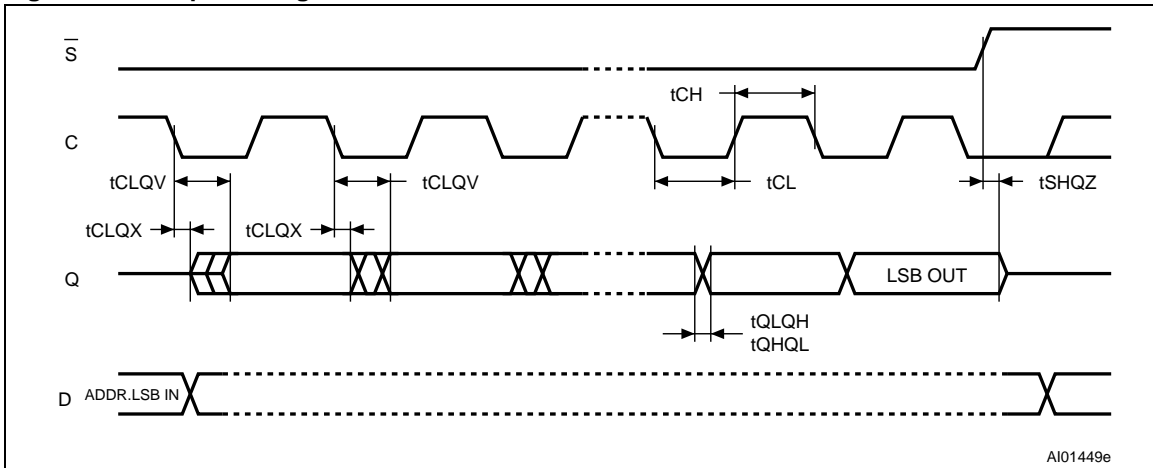 S
tCH
C
tCLQV
tCLQV
tCL
tSHQZ
tCLQX
tCLQX
Q
LSB OUT
tQLQH
tQHQL
D
ADDR.LSB IN
AI01449e